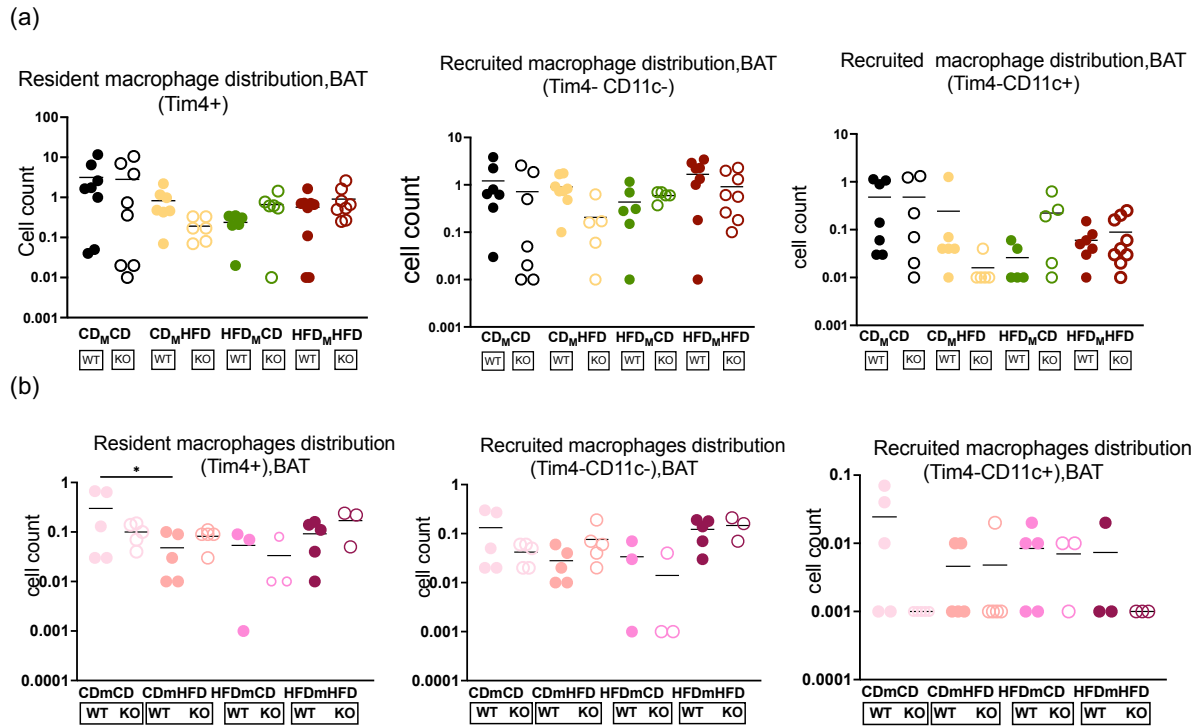 (a)
Resident macrophage distribution,BAT
(Tim4+)
Cell count
100
10
1
0.1
0.01
0.001
CDMCD CDMHFD HFDMCD HFDMHFD
WT KO WT KO WT KO WT KO
Recruited macrophage distribution,BAT
(Tim4- CD11c-)
cell count
10
1
0.1
0.01
0.001
CDMCD CDMHFD HFDMCD HFDMHFD
WT KO WT KO WT KO WT KO
Recruited macrophage distribution,BAT
(Tim4-CD11c+)
cell count
10
1
0.1
0.01
0.001
CDMCD CDMHFD HFDMCD HFDMHFD
WT KO WT KO WT KO WT KO
(b)
Resident macrophages distribution
(Tim4+),BAT
*
cell count
1
0.1
0.01
0.001
0.0001
CDmCD CDmHFD HFDmCD HFDmHFD
WT KO WT KO WT KO WT KO
Recruited macrophages distribution
(Tim4-CD11c-),BAT
cell count
1
0.1
0.01
0.001
0.0001
CDmCD CDmHFD HFDmCD HFDmHFD
WT KO WT KO WT KO WT KO
Recruited macrophages distribution
(Tim4-CD11c+),BAT
cell count
0.1
0.01
0.001
0.0001
CDmCD CDmHFD HFDmCD HFDmHFD
WT KO WT KO WT KO WT KO